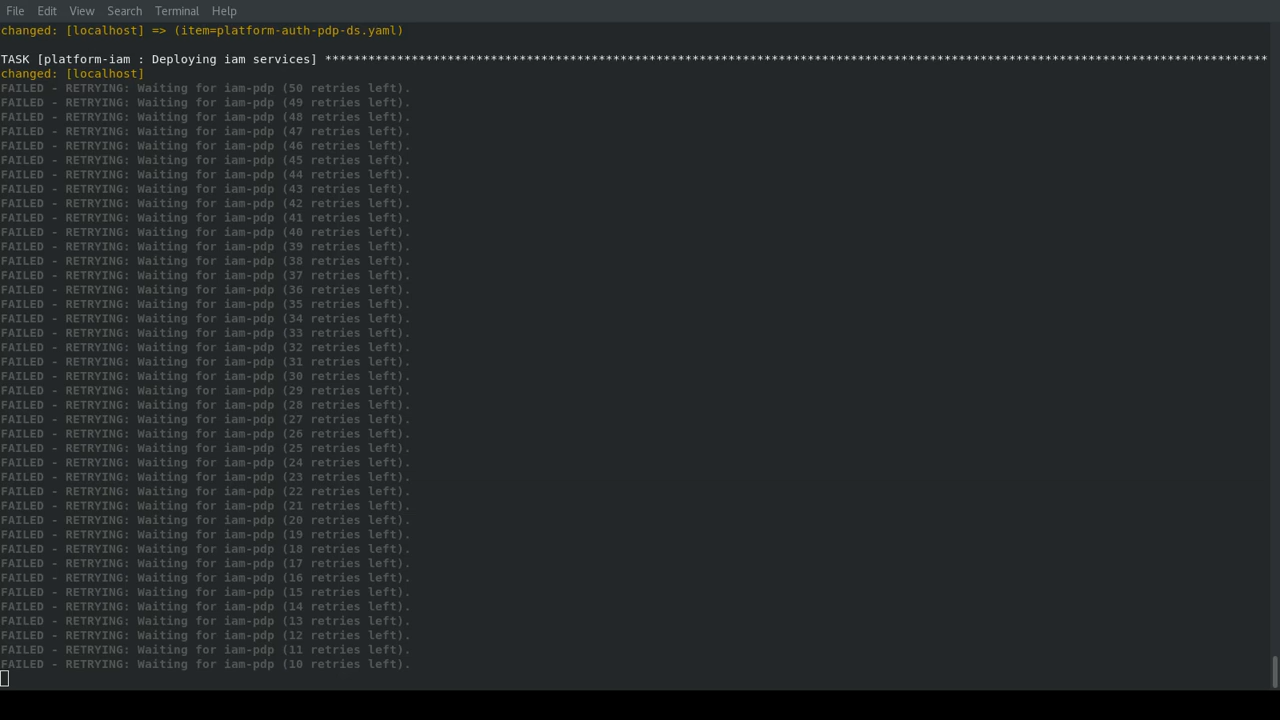 File Edit View Search Terminal Help
changed: [localhost] => (item=platform-auth-pdp-ds.yaml)
TASK [platform-iam : Deploying iam services] ***********************************************************************************************************************************
changed: [localhost]
FAILED - RETRYING: Waiting for iam-pdp (50 retries left).
FAILED - RETRYING: Waiting for iam-pdp (49 retries left).
FAILED - RETRYING: Waiting for iam-pdp (48 retries left).
FAILED - RETRYING: Waiting for iam-pdp (47 retries left).
FAILED - RETRYING: Waiting for iam-pdp (46 retries left).
FAILED - RETRYING: Waiting for iam-pdp (45 retries left).
FAILED - RETRYING: Waiting for iam-pdp (44 retries left).
FAILED - RETRYING: Waiting for iam-pdp (43 retries left).
FAILED - RETRYING: Waiting for iam-pdp (42 retries left).
FAILED - RETRYING: Waiting for iam-pdp (41 retries left).
FAILED - RETRYING: Waiting for iam-pdp (40 retries left).
FAILED - RETRYING: Waiting for iam-pdp (39 retries left).
FAILED - RETRYING: Waiting for iam-pdp (38 retries left).
FAILED - RETRYING: Waiting for iam-pdp (37 retries left).
FAILED - RETRYING: Waiting for iam-pdp (36 retries left).
FAILED - RETRYING: Waiting for iam-pdp (35 retries left).
FAILED - RETRYING: Waiting for iam-pdp (34 retries left).
FAILED - RETRYING: Waiting for iam-pdp (33 retries left).
FAILED - RETRYING: Waiting for iam-pdp (32 retries left).
FAILED - RETRYING: Waiting for iam-pdp (31 retries left).
FAILED - RETRYING: Waiting for iam-pdp (30 retries left).
FAILED - RETRYING: Waiting for iam-pdp (29 retries left).
FAILED - RETRYING: Waiting for iam-pdp (28 retries left).
FAILED - RETRYING: Waiting for iam-pdp (27 retries left).
FAILED - RETRYING: Waiting for iam-pdp (26 retries left).
FAILED - RETRYING: Waiting for iam-pdp (25 retries left).
FAILED - RETRYING: Waiting for iam-pdp (24 retries left).
FAILED - RETRYING: Waiting for iam-pdp (23 retries left).
FAILED - RETRYING: Waiting for iam-pdp (22 retries left).
FAILED - RETRYING: Waiting for iam-pdp (21 retries left).
FAILED - RETRYING: Waiting for iam-pdp (20 retries left).
FAILED - RETRYING: Waiting for iam-pdp (19 retries left).
FAILED - RETRYING: Waiting for iam-pdp (18 retries left).
FAILED - RETRYING: Waiting for iam-pdp (17 retries left).
FAILED - RETRYING: Waiting for iam-pdp (16 retries left).
FAILED - RETRYING: Waiting for iam-pdp (15 retries left).
FAILED - RETRYING: Waiting for iam-pdp (14 retries left).
FAILED - RETRYING: Waiting for iam-pdp (13 retries left).
FAILED - RETRYING: Waiting for iam-pdp (12 retries left).
FAILED - RETRYING: Waiting for iam-pdp (11 retries left).
FAILED - RETRYING: Waiting for iam-pdp (10 retries left).